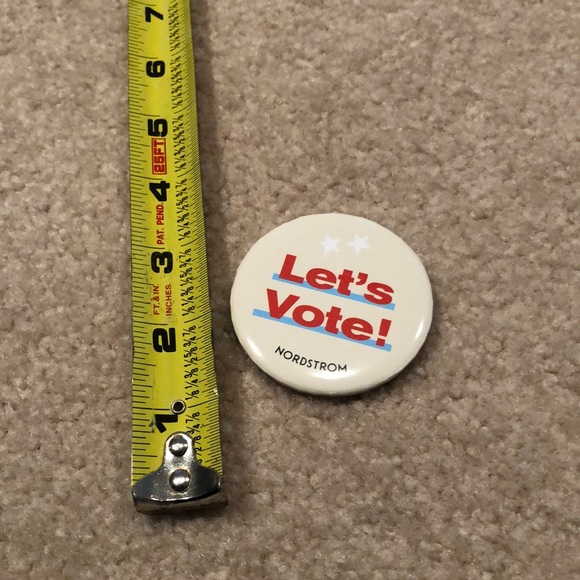 7
6
5
25FT
4
PAT. PEND.
3
FT. & IN.
INCHES
2
1
Let's
Vote!
NORDSTROM